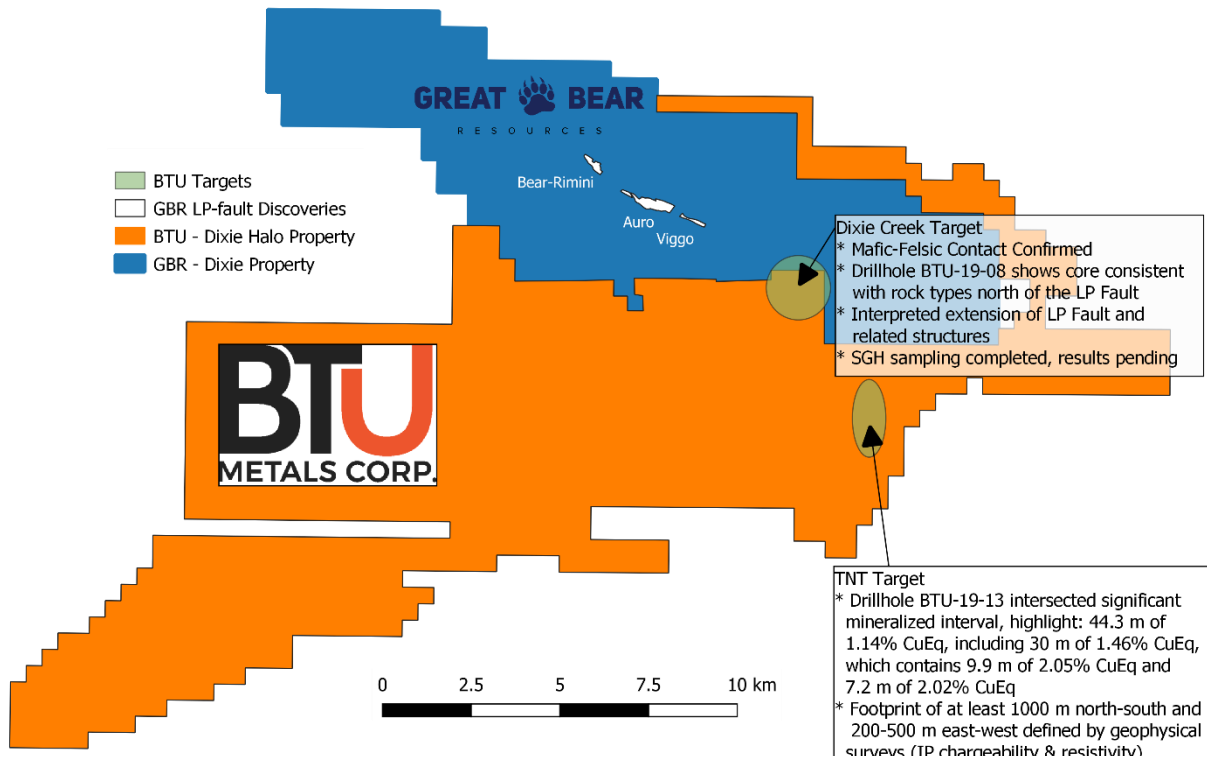 GREAT BEAR
RESOURCES
BTU Targets
GBR LP-fault Discoveries
BTU - Dixie Halo Property
GBR - Dixie Property
Bear-Rimini
Auro
Viggo
Dixie Creek Target
* Mafic-Felsic Contact Confirmed
* Drillhole BTU-19-08 shows core consistent
with rock types north of the LP Fault
* Interpreted extension of LP Fault and
related structures
* SGH sampling completed, results pending
BTU
METALS CORP.
TNT Target
* Drillhole BTU-19-13 intersected significant
mineralized interval, highlight: 44.3 m of
1.14% CuEq, including 30 m of 1.46% CuEq,
which contains 9.9 m of 2.05% CuEq and
7.2 m of 2.02% CuEq
* Footprint of at least 1000 m north-south and
200-500 m east-west defined by geophysical
surveys (IP chargeability & resistivity)
0 2.5 5 7.5 10 km